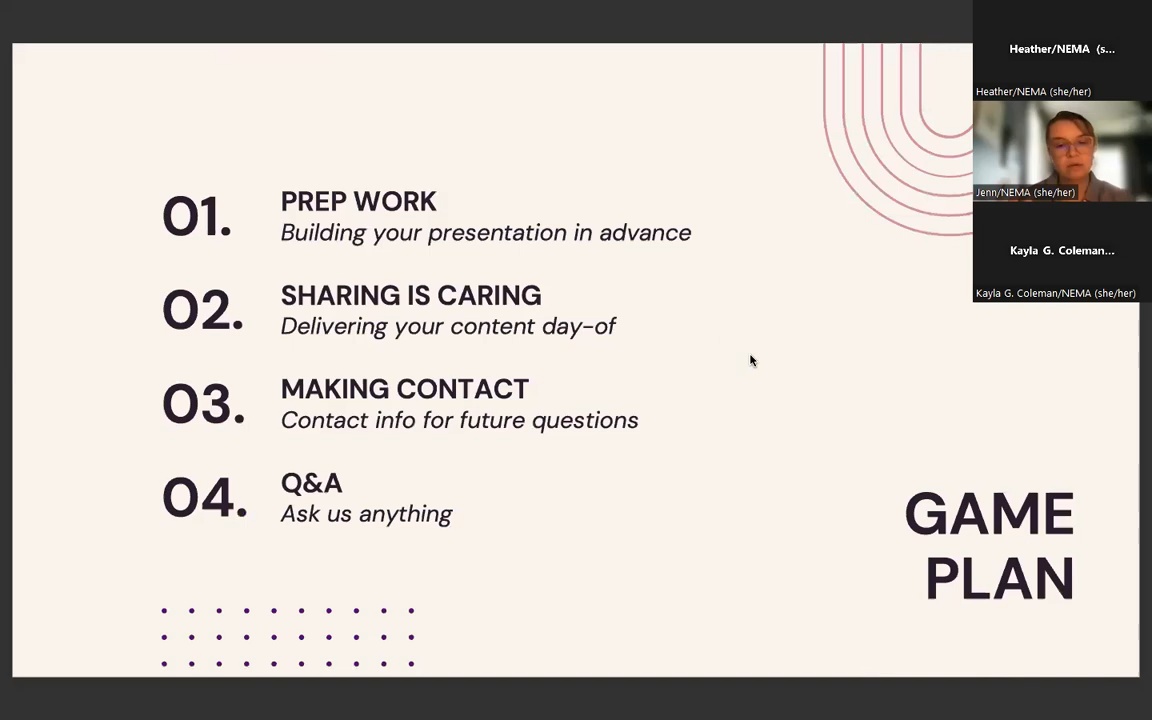 01.
PREP WORK
Building your presentation in advance
02.
SHARING IS CARING
Delivering your content day-of
03.
MAKING CONTACT
Contact info for future questions
04.
Q&A
Ask us anything
GAME
PLAN
Heather/NEMA (s...
Heather/NEMA (she/her)
Jenn/NEMA (she/her)
Kayla G. Coleman...
Kayla G. Coleman/NEMA (she/her)